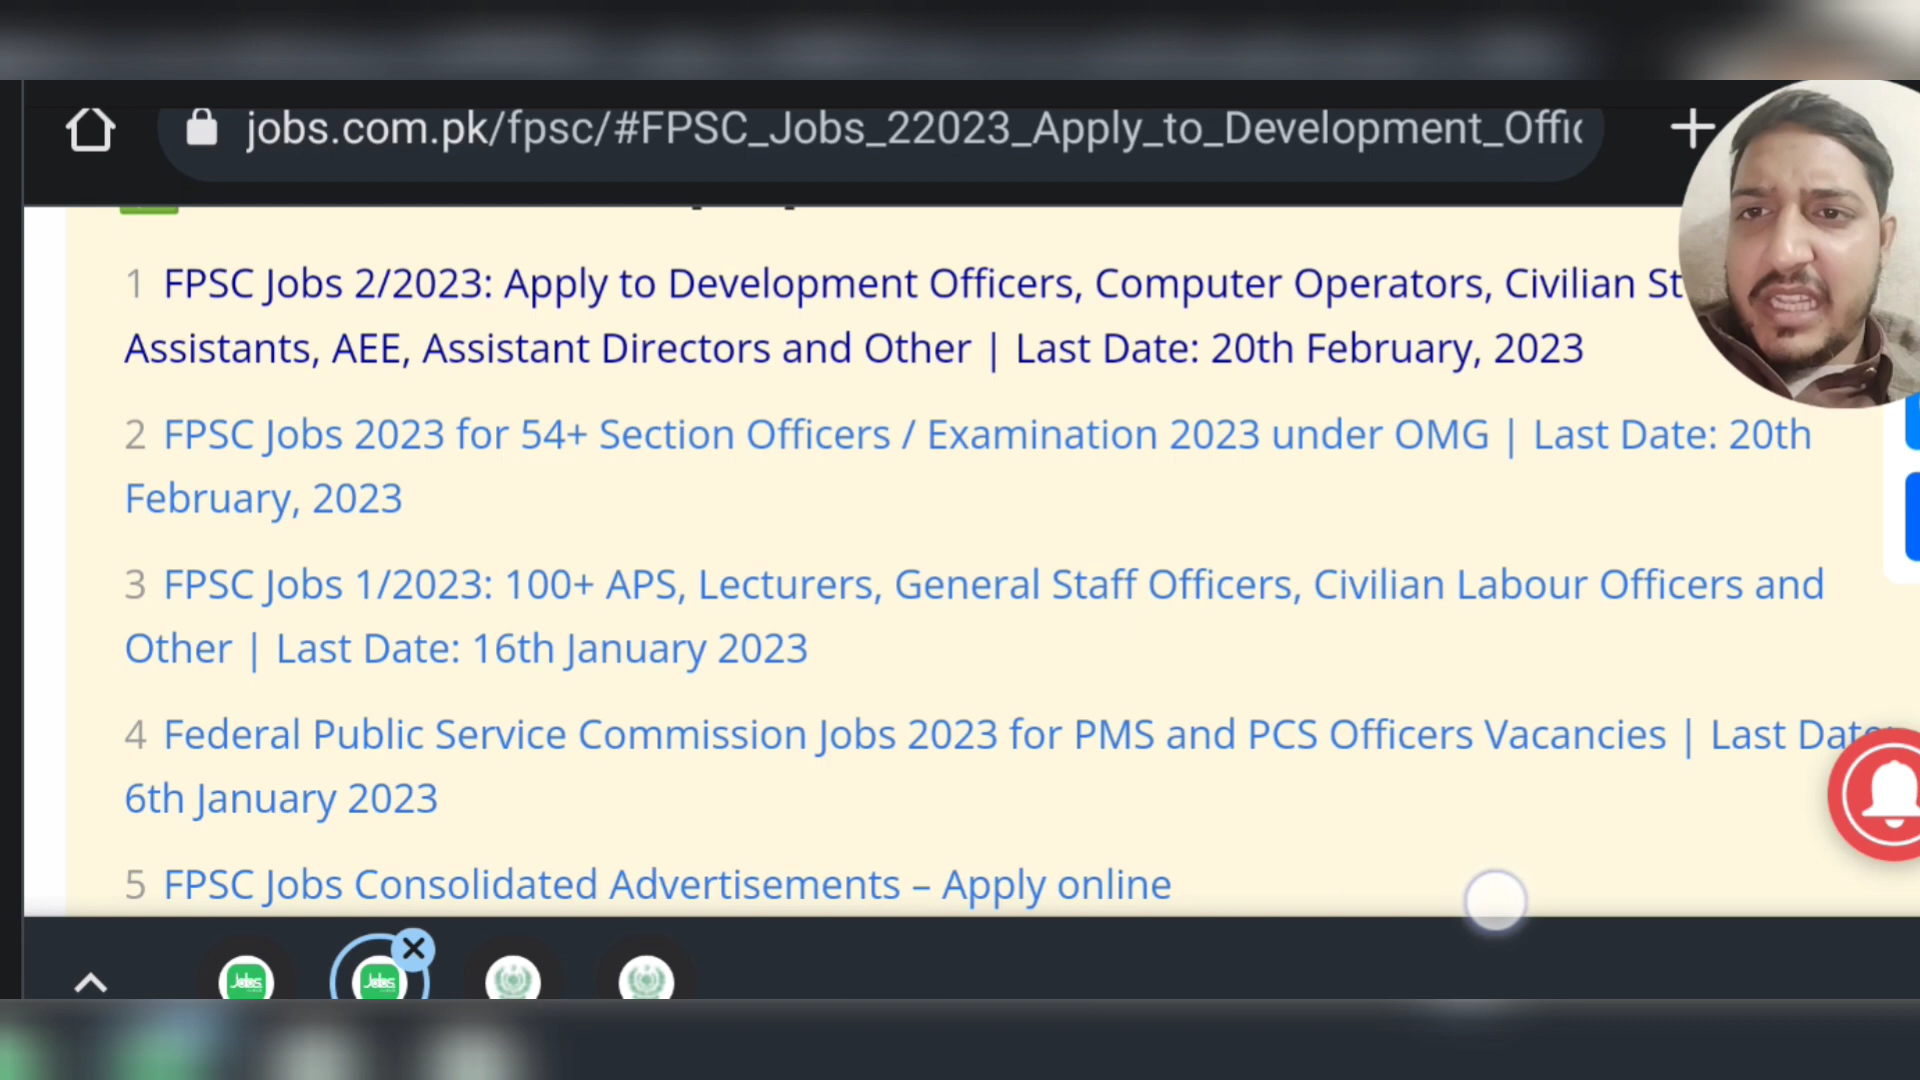 jobs.com.pk/fpsc/#FPSC_Jobs_22023_Apply_to_Development_Offic
1 FPSC Jobs 2/2023: Apply to Development Officers, Computer Operators, Civilian St
Assistants, AEE, Assistant Directors and Other | Last Date: 20th February, 2023
2 FPSC Jobs 2023 for 54+ Section Officers / Examination 2023 under OMG | Last Date: 20th
February, 2023
3 FPSC Jobs 1/2023: 100+ APS, Lecturers, General Staff Officers, Civilian Labour Officers and
Other | Last Date: 16th January 2023
4 Federal Public Service Commission Jobs 2023 for PMS and PCS Officers Vacancies | Last Date:
6th January 2023
5 FPSC Jobs Consolidated Advertisements – Apply online
Jobs Jobs